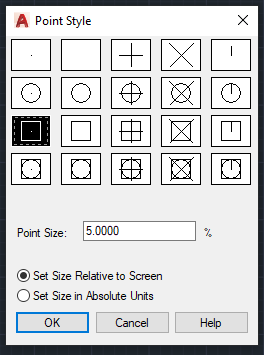 Point Style
Point Size:
5.0000
%
Set Size Relative to Screen
Set Size in Absolute Units
OK
Cancel
Help